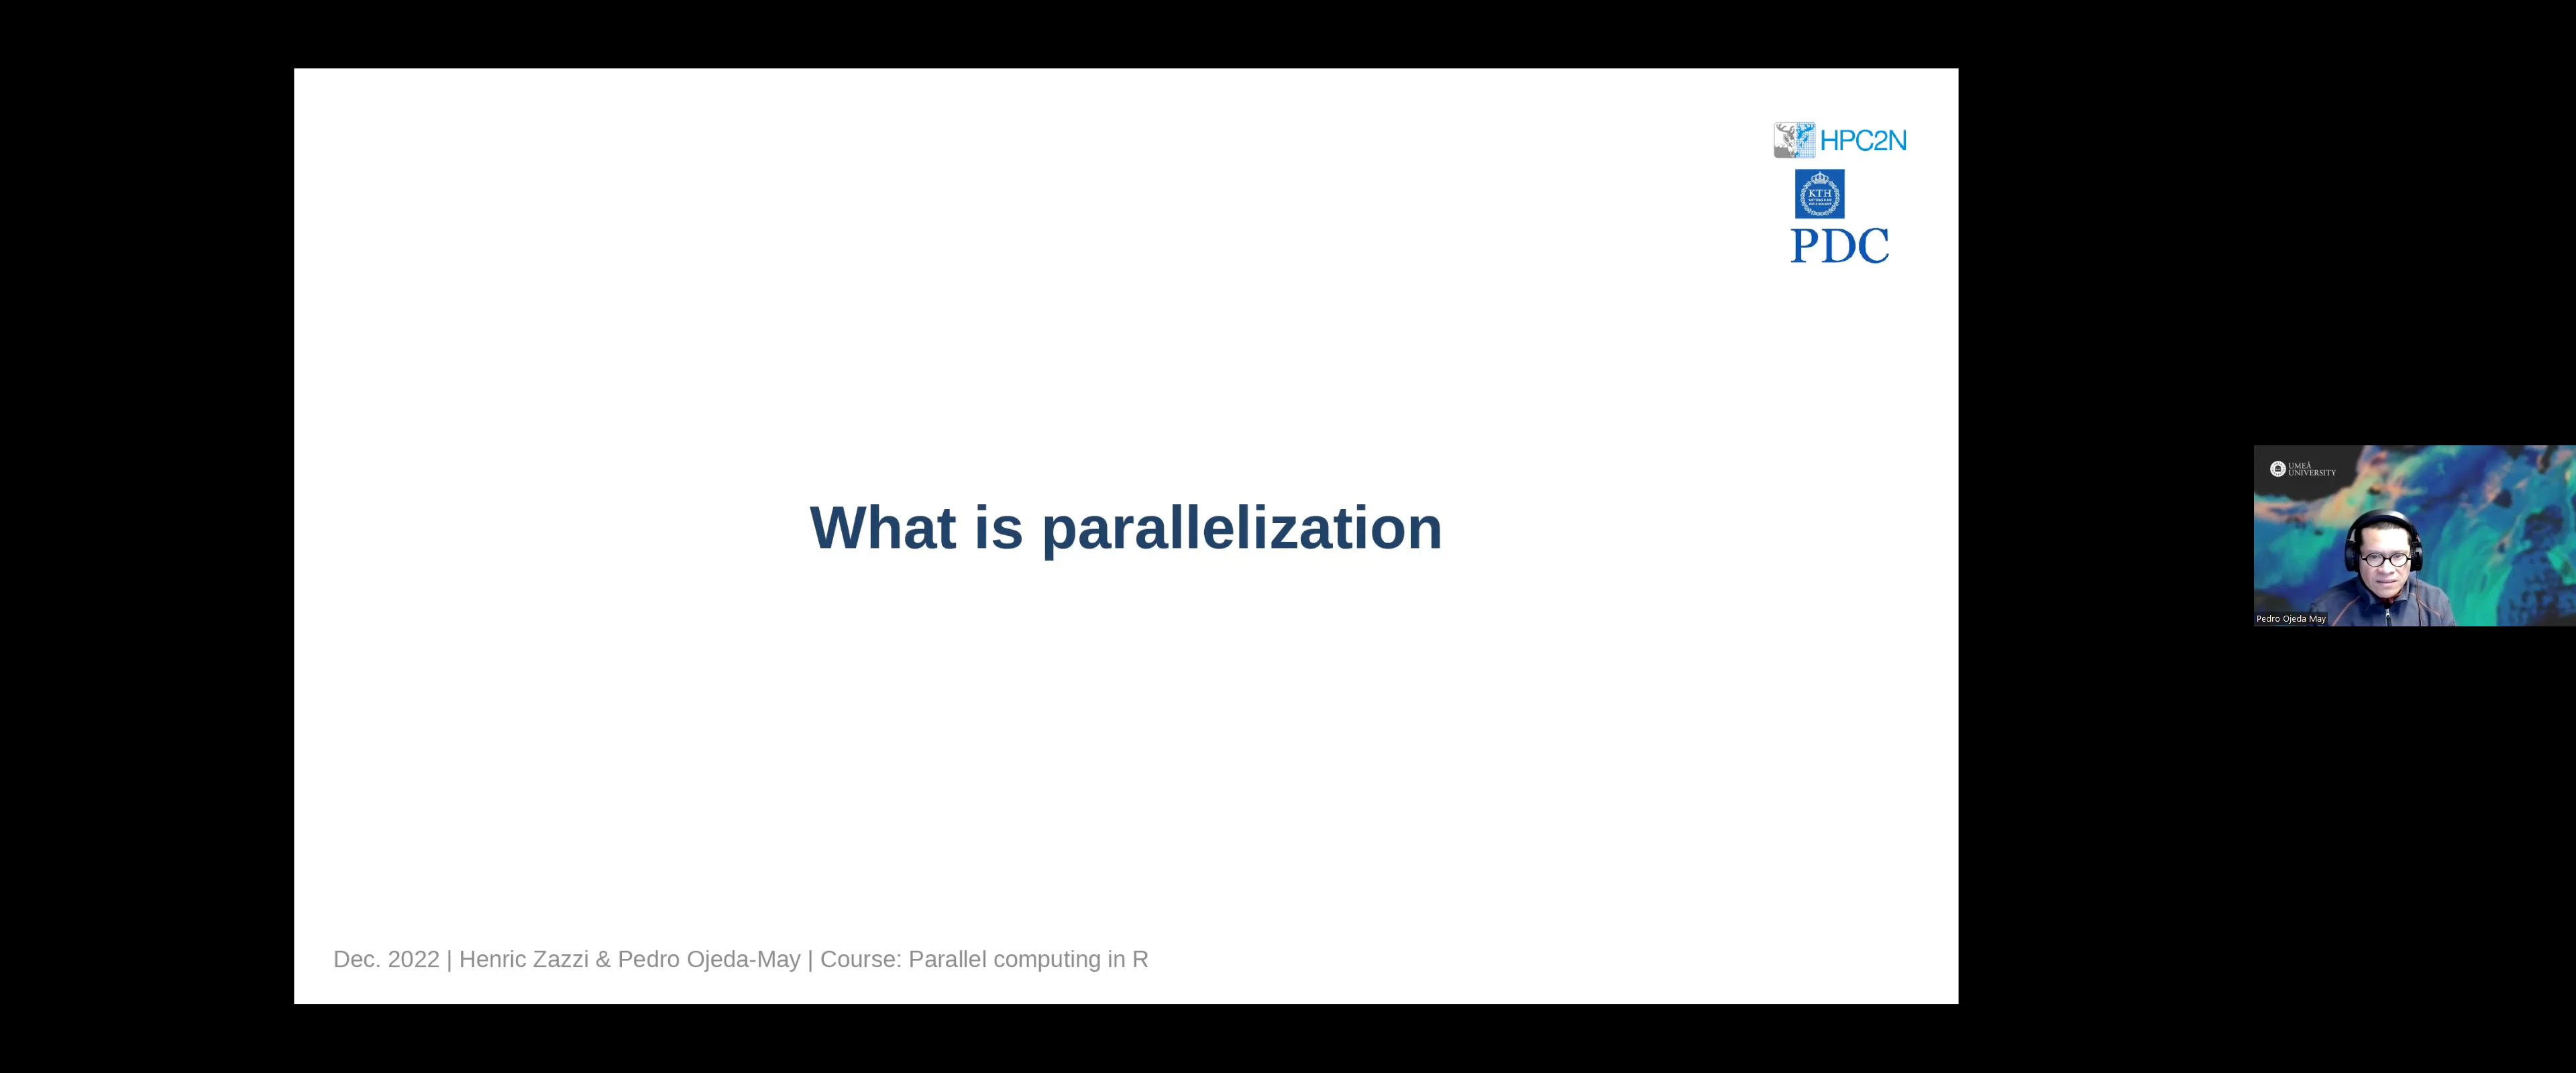 HPC2N
KTH
PDC
What is parallelization
UMEÅ
UNIVERSITY
Pedro Ojeda May
Dec. 2022 | Henric Zazzi & Pedro Ojeda-May | Course: Parallel computing in R